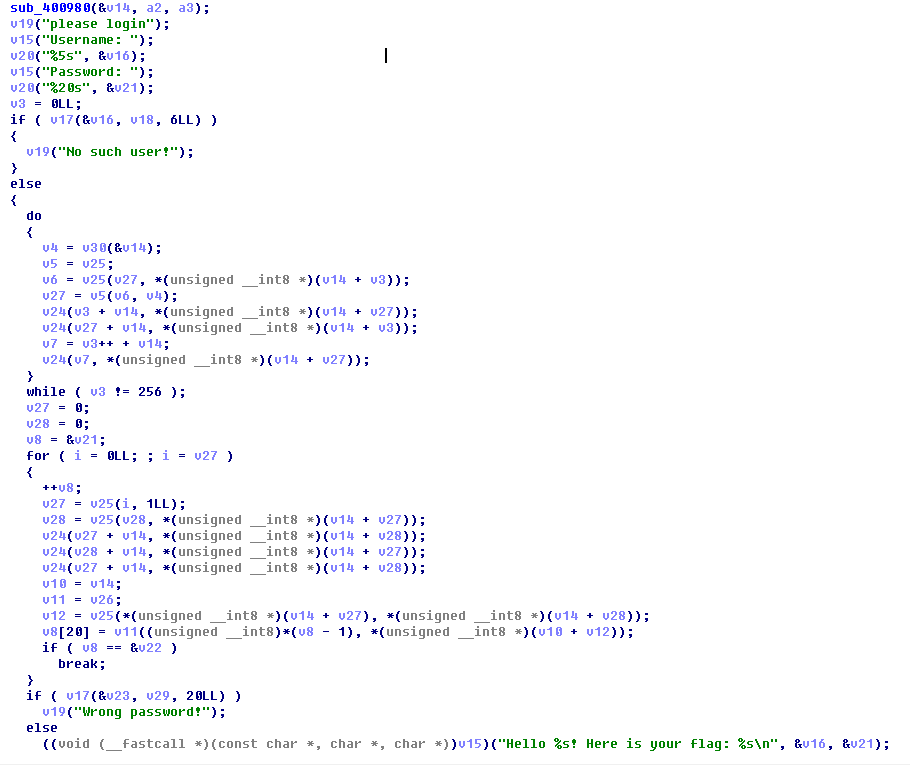 sub_400980(&v14, a2, a3);
v19("please login");
v15("Username: ");
v20("%5s", &v16);
v15("Password: ");
v20("%20s", &v21);
v3 = 0LL;
if ( v17(&v16, v18, 6LL) )
{
  v19("No such user!");
}
else
{
  do
  {
    v4 = v30(&v14);
    v5 = v25;
    v6 = v25(v27, *(unsigned __int8 *)(v14 + v3));
    v27 = v5(v6, v4);
    v24(v3 + v14, *(unsigned __int8 *)(v14 + v27));
    v24(v27 + v14, *(unsigned __int8 *)(v14 + v3));
    v7 = v3++ + v14;
    v24(v7, *(unsigned __int8 *)(v14 + v27));
  }
  while ( v3 != 256 );
  v27 = 0;
  v28 = 0;
  v8 = &v21;
  for ( i = 0LL; ; i = v27 )
  {
    ++v8;
    v27 = v25(i, 1LL);
    v28 = v25(v28, *(unsigned __int8 *)(v14 + v27));
    v24(v27 + v14, *(unsigned __int8 *)(v14 + v28));
    v24(v28 + v14, *(unsigned __int8 *)(v14 + v27));
    v24(v27 + v14, *(unsigned __int8 *)(v14 + v28));
    v10 = v14;
    v11 = v26;
    v12 = v25(*(unsigned __int8 *)(v14 + v27), *(unsigned __int8 *)(v14 + v28));
    v8[20] = v11((unsigned __int8)*(v8 - 1), *(unsigned __int8 *)(v10 + v12));
    if ( v8 == &v22 )
      break;
  }
  if ( v17(&v23, v29, 20LL) )
    v19("Wrong password!");
  else
    ((void (__fastcall *)(const char *, char *, char *))v15)("Hello %s! Here is your flag: %s\n", &v16, &v21);